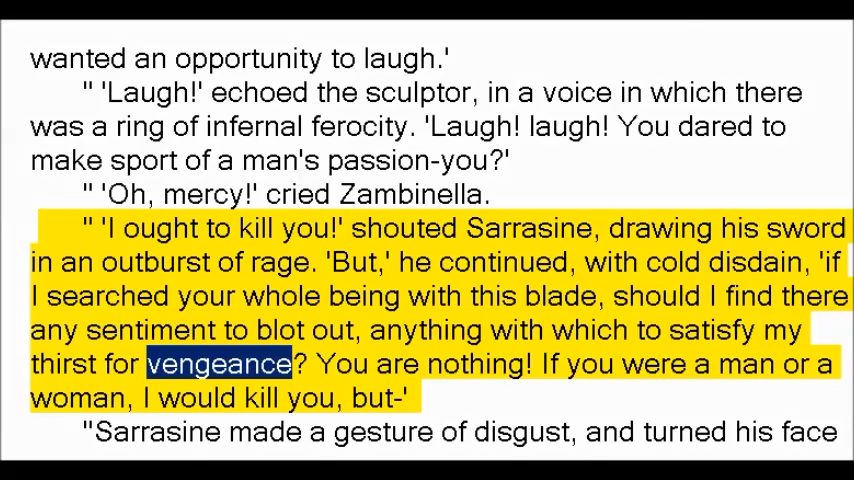 wanted an opportunity to laugh.'
" 'Laugh!' echoed the sculptor, in a voice in which there
was a ring of infernal ferocity. 'Laugh! laugh! You dared to
make sport of a man's passion-you?'
" 'Oh, mercy!' cried Zambinella.
" 'I ought to kill you!' shouted Sarrasine, drawing his sword
in an outburst of rage. 'But,' he continued, with cold disdain, 'if
I searched your whole being with this blade, should I find there
any sentiment to blot out, anything with which to satisfy my
thirst for vengeance? You are nothing! If you were a man or a
woman, I would kill you, but-'
"Sarrasine made a gesture of disgust, and turned his face